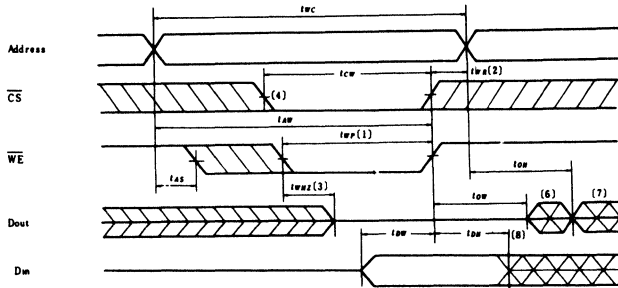 tWC
Address
tCW
tWR(2)
CS
(4)
tAW
tWP(1)
WE
tAS
tOH
tWHZ(3)
tOW
(6)
(7)
Dout
tDW
tDH
(8)
Din